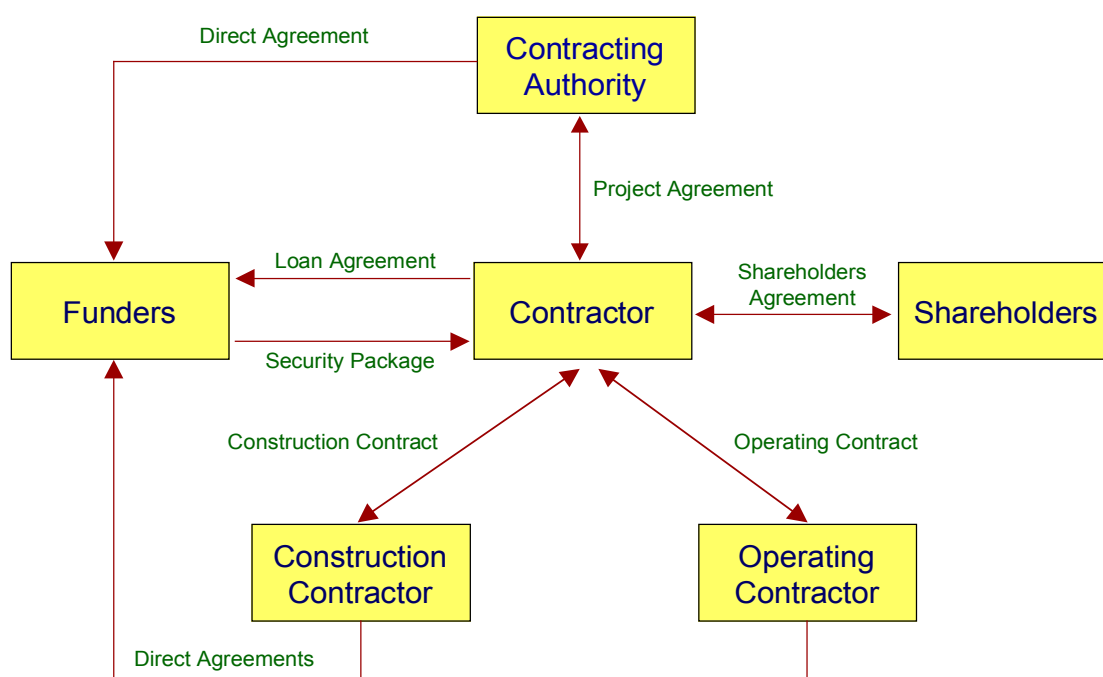 Direct Agreement
Contracting
Authority
Project Agreement
Loan Agreement
Shareholders
Agreement
Funders
Contractor
Shareholders
Security Package
Construction Contract
Operating Contract
Construction
Contractor
Operating
Contractor
Direct Agreements